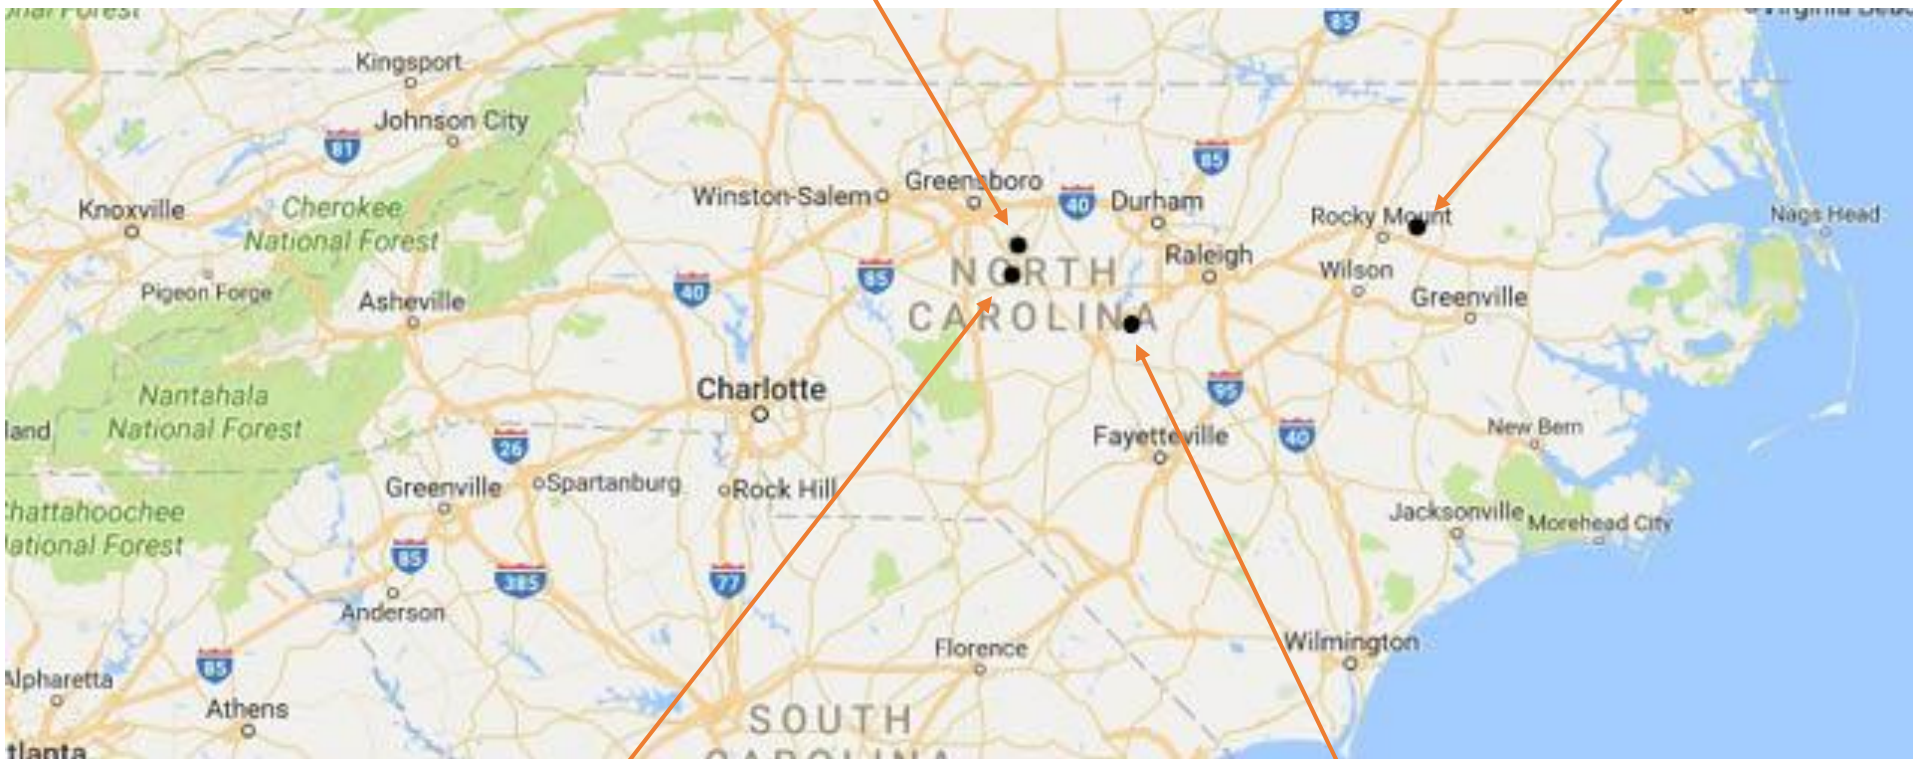 85
Kingsport
Johnson City
81
Knoxville
Cherokee
National Forest
Winston-Salem
Greensboro
40
Durham
85
Rocky Mount
Nags Head
Pigeon Forge
Asheville
40
85
NORTH
CAROLINA
Raleigh
Wilson
Greenville
Nantahala
National Forest
Charlotte
95
Fayetteville
40
New Bern
26
Greenville
Spartanburg
Rock Hill
Jacksonville
Morehead City
Chattahoochee
National Forest
85
385
77
Anderson
Florence
Wilmington
85
Alpharetta
Athens
SOUTH
CAROLINA